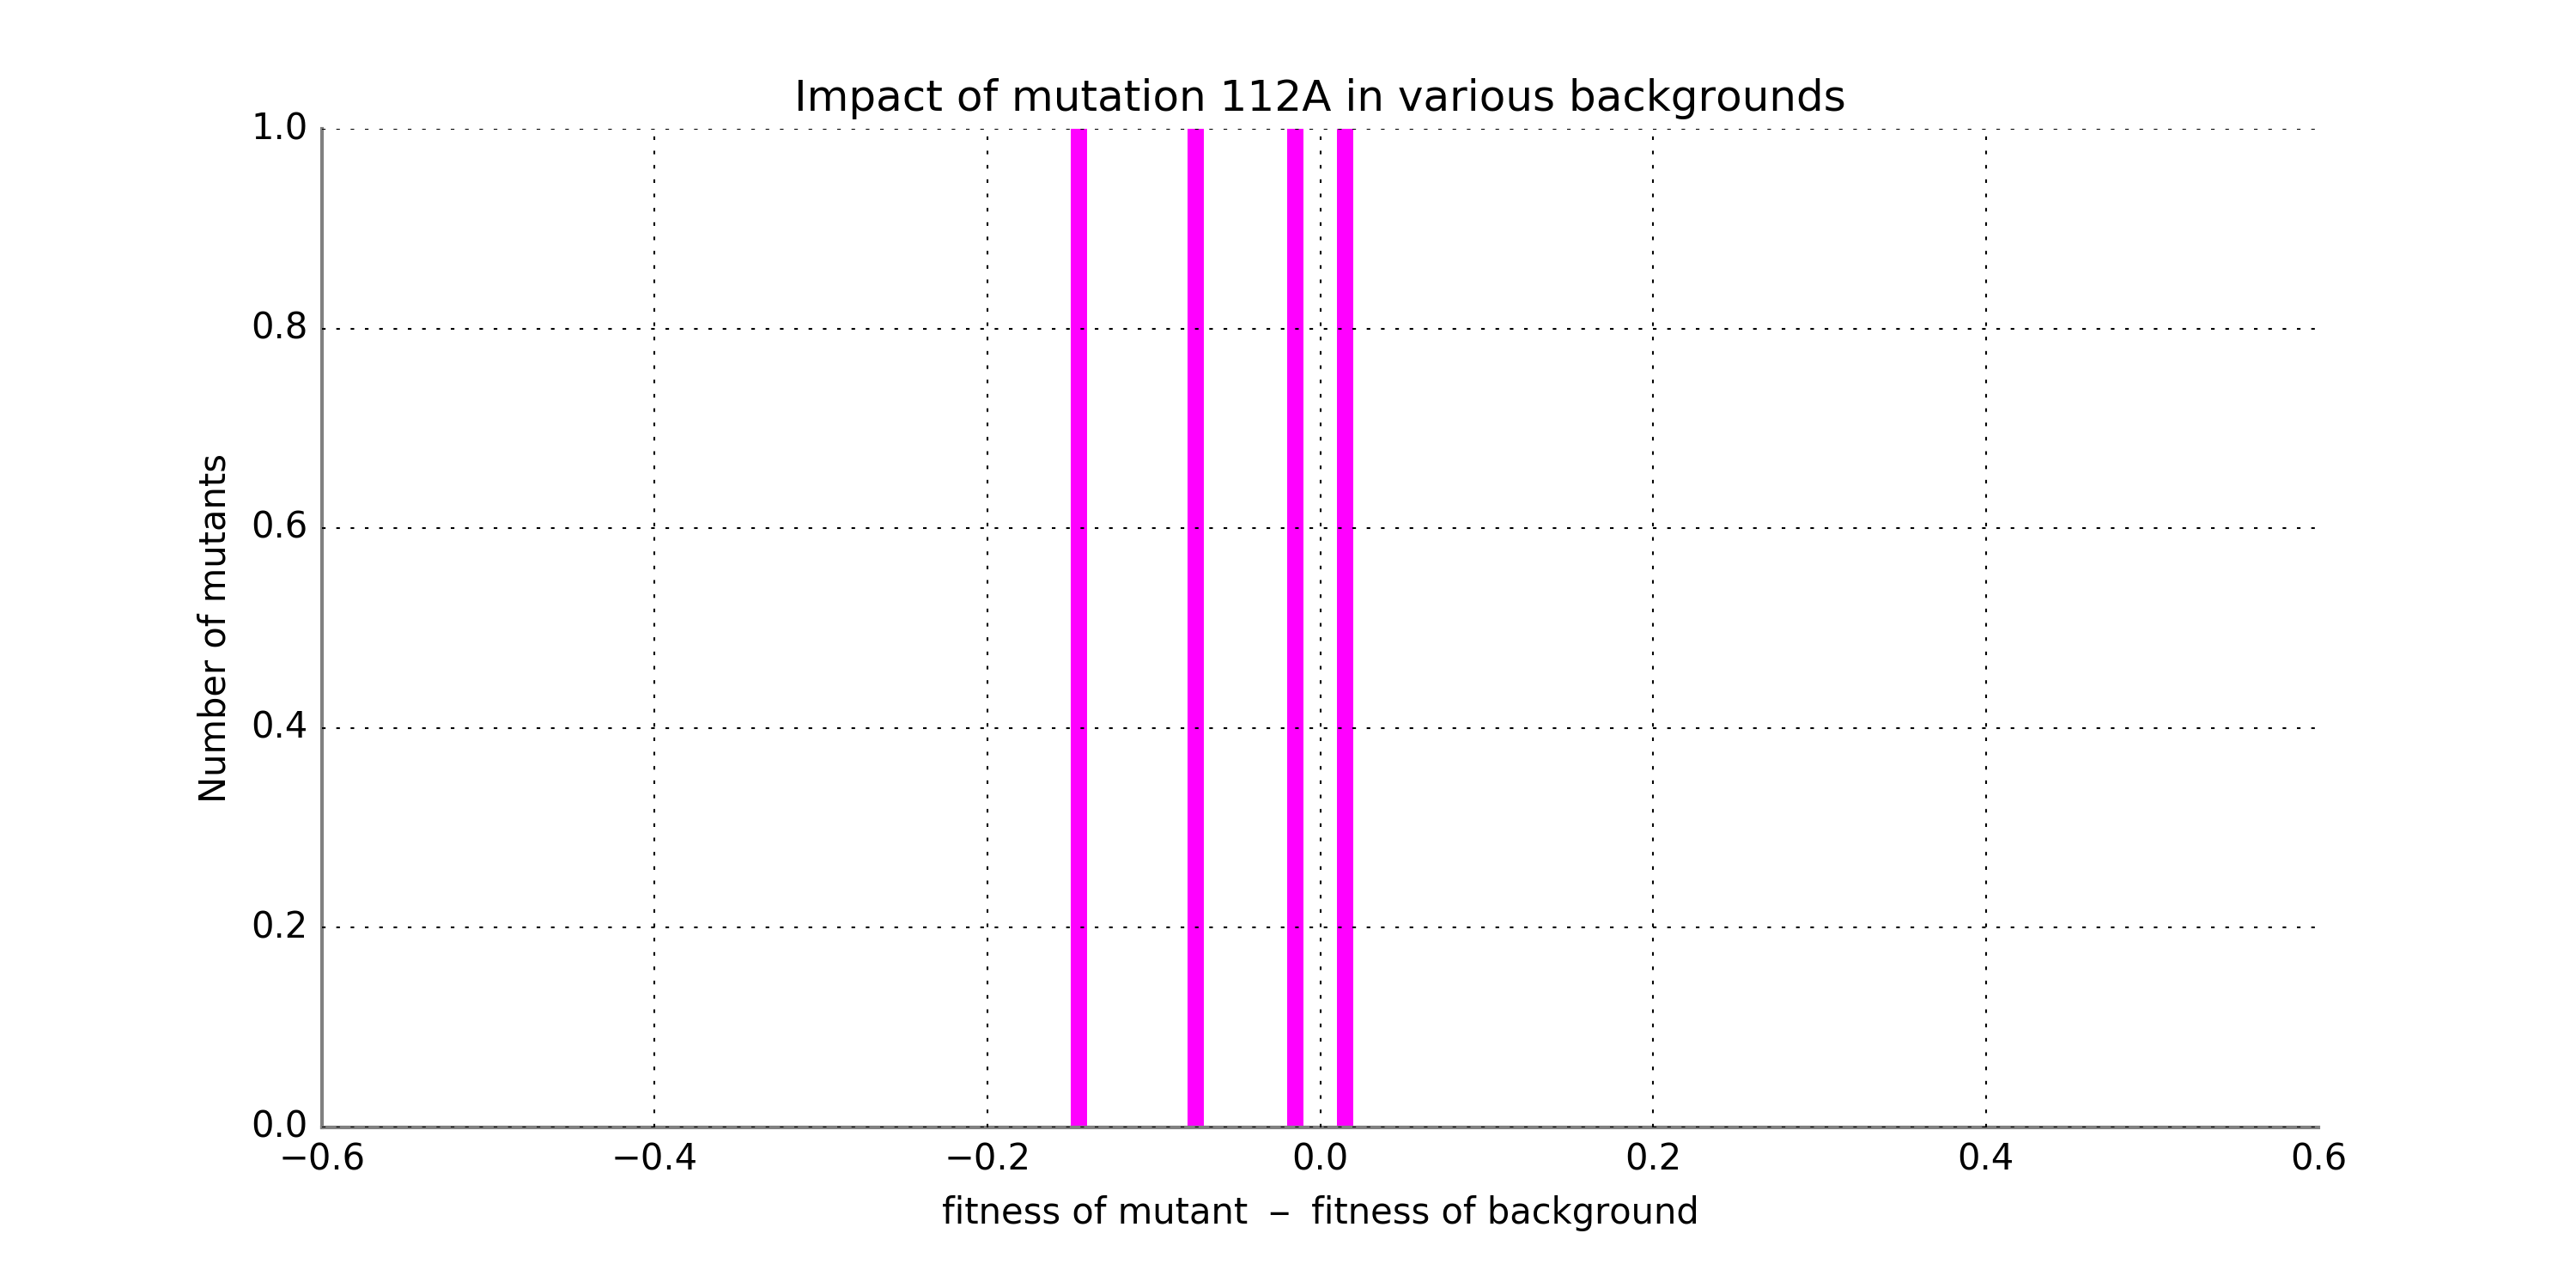 Impact of mutation 112A in various backgrounds
1.0
0.8
0.6
0.4
0.2
0.0
Number of mutants
−0.6 −0.4 −0.2 0.0 0.2 0.4 0.6
fitness of mutant − fitness of background